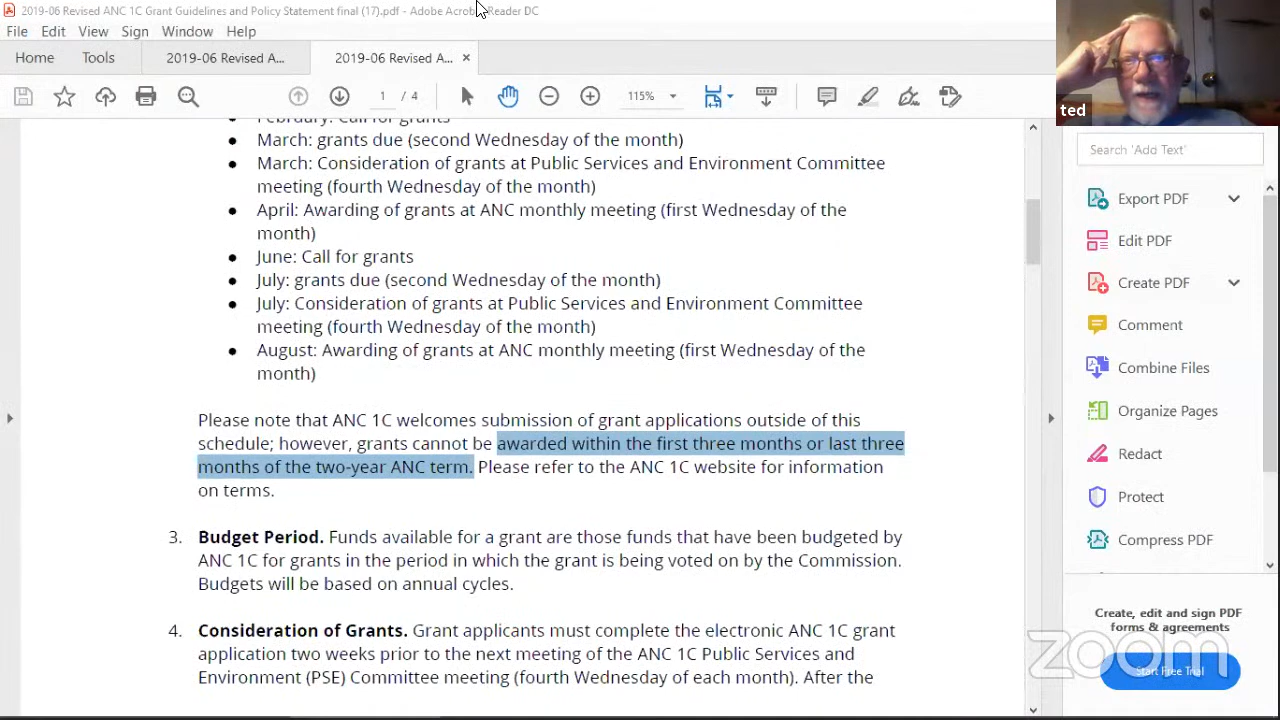 2019-06 Revised ANC 1C Grant Guidelines and Policy Statement final (17).pdf - Adobe Acrobat Reader DC
File Edit View Sign Window Help
Home Tools 2019-06 Revised A... 2019-06 Revised A... ×
1 / 4 115%
ted
Search 'Add Text'
February: Call for grants
• March: grants due (second Wednesday of the month)
• March: Consideration of grants at Public Services and Environment Committee
meeting (fourth Wednesday of the month)
• April: Awarding of grants at ANC monthly meeting (first Wednesday of the
month)
• June: Call for grants
• July: grants due (second Wednesday of the month)
• July: Consideration of grants at Public Services and Environment Committee
meeting (fourth Wednesday of the month)
• August: Awarding of grants at ANC monthly meeting (first Wednesday of the
month)
Please note that ANC 1C welcomes submission of grant applications outside of this
schedule; however, grants cannot be awarded within the first three months or last three
months of the two-year ANC term. Please refer to the ANC 1C website for information
on terms.
3. Budget Period. Funds available for a grant are those funds that have been budgeted by
ANC 1C for grants in the period in which the grant is being voted on by the Commission.
Budgets will be based on annual cycles.
4. Consideration of Grants. Grant applicants must complete the electronic ANC 1C grant
application two weeks prior to the next meeting of the ANC 1C Public Services and
Environment (PSE) Committee meeting (fourth Wednesday of each month). After the
Export PDF
Edit PDF
Create PDF
Comment
Combine Files
Organize Pages
Redact
Protect
Compress PDF
Create, edit and sign PDF
forms & agreements
Start Free Trial
zoom